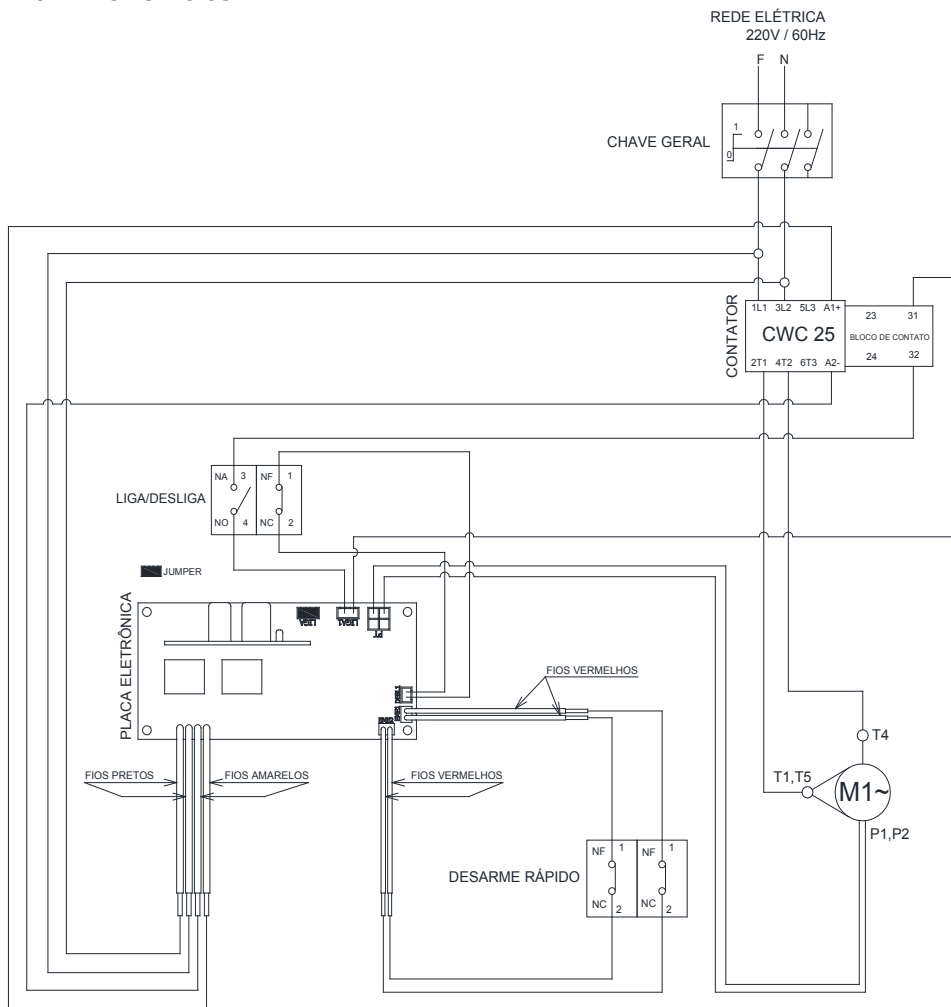 REDE ELÉTRICA
220V / 60Hz
F N
CHAVE GERAL
1
0
CONTATOR
1L1 3L2 5L3 A1+
CWC 25
2T1 4T2 6T3 A2-
23 31
BLOCO DE CONTATO
24 32
LIGA/DESLIGA
NA 3 NF 1
NO 4 NC 2
JUMPER
PLACA ELETRÔNICA
LIGA1
PT
DESL1
FIOS VERMELHOS
FIOS PRETOS
FIOS AMARELOS
FIOS VERMELHOS
T4
T1,T5
M1~
P1,P2
DESARME RÁPIDO
NF 1 NF 1
NC 2 NC 2